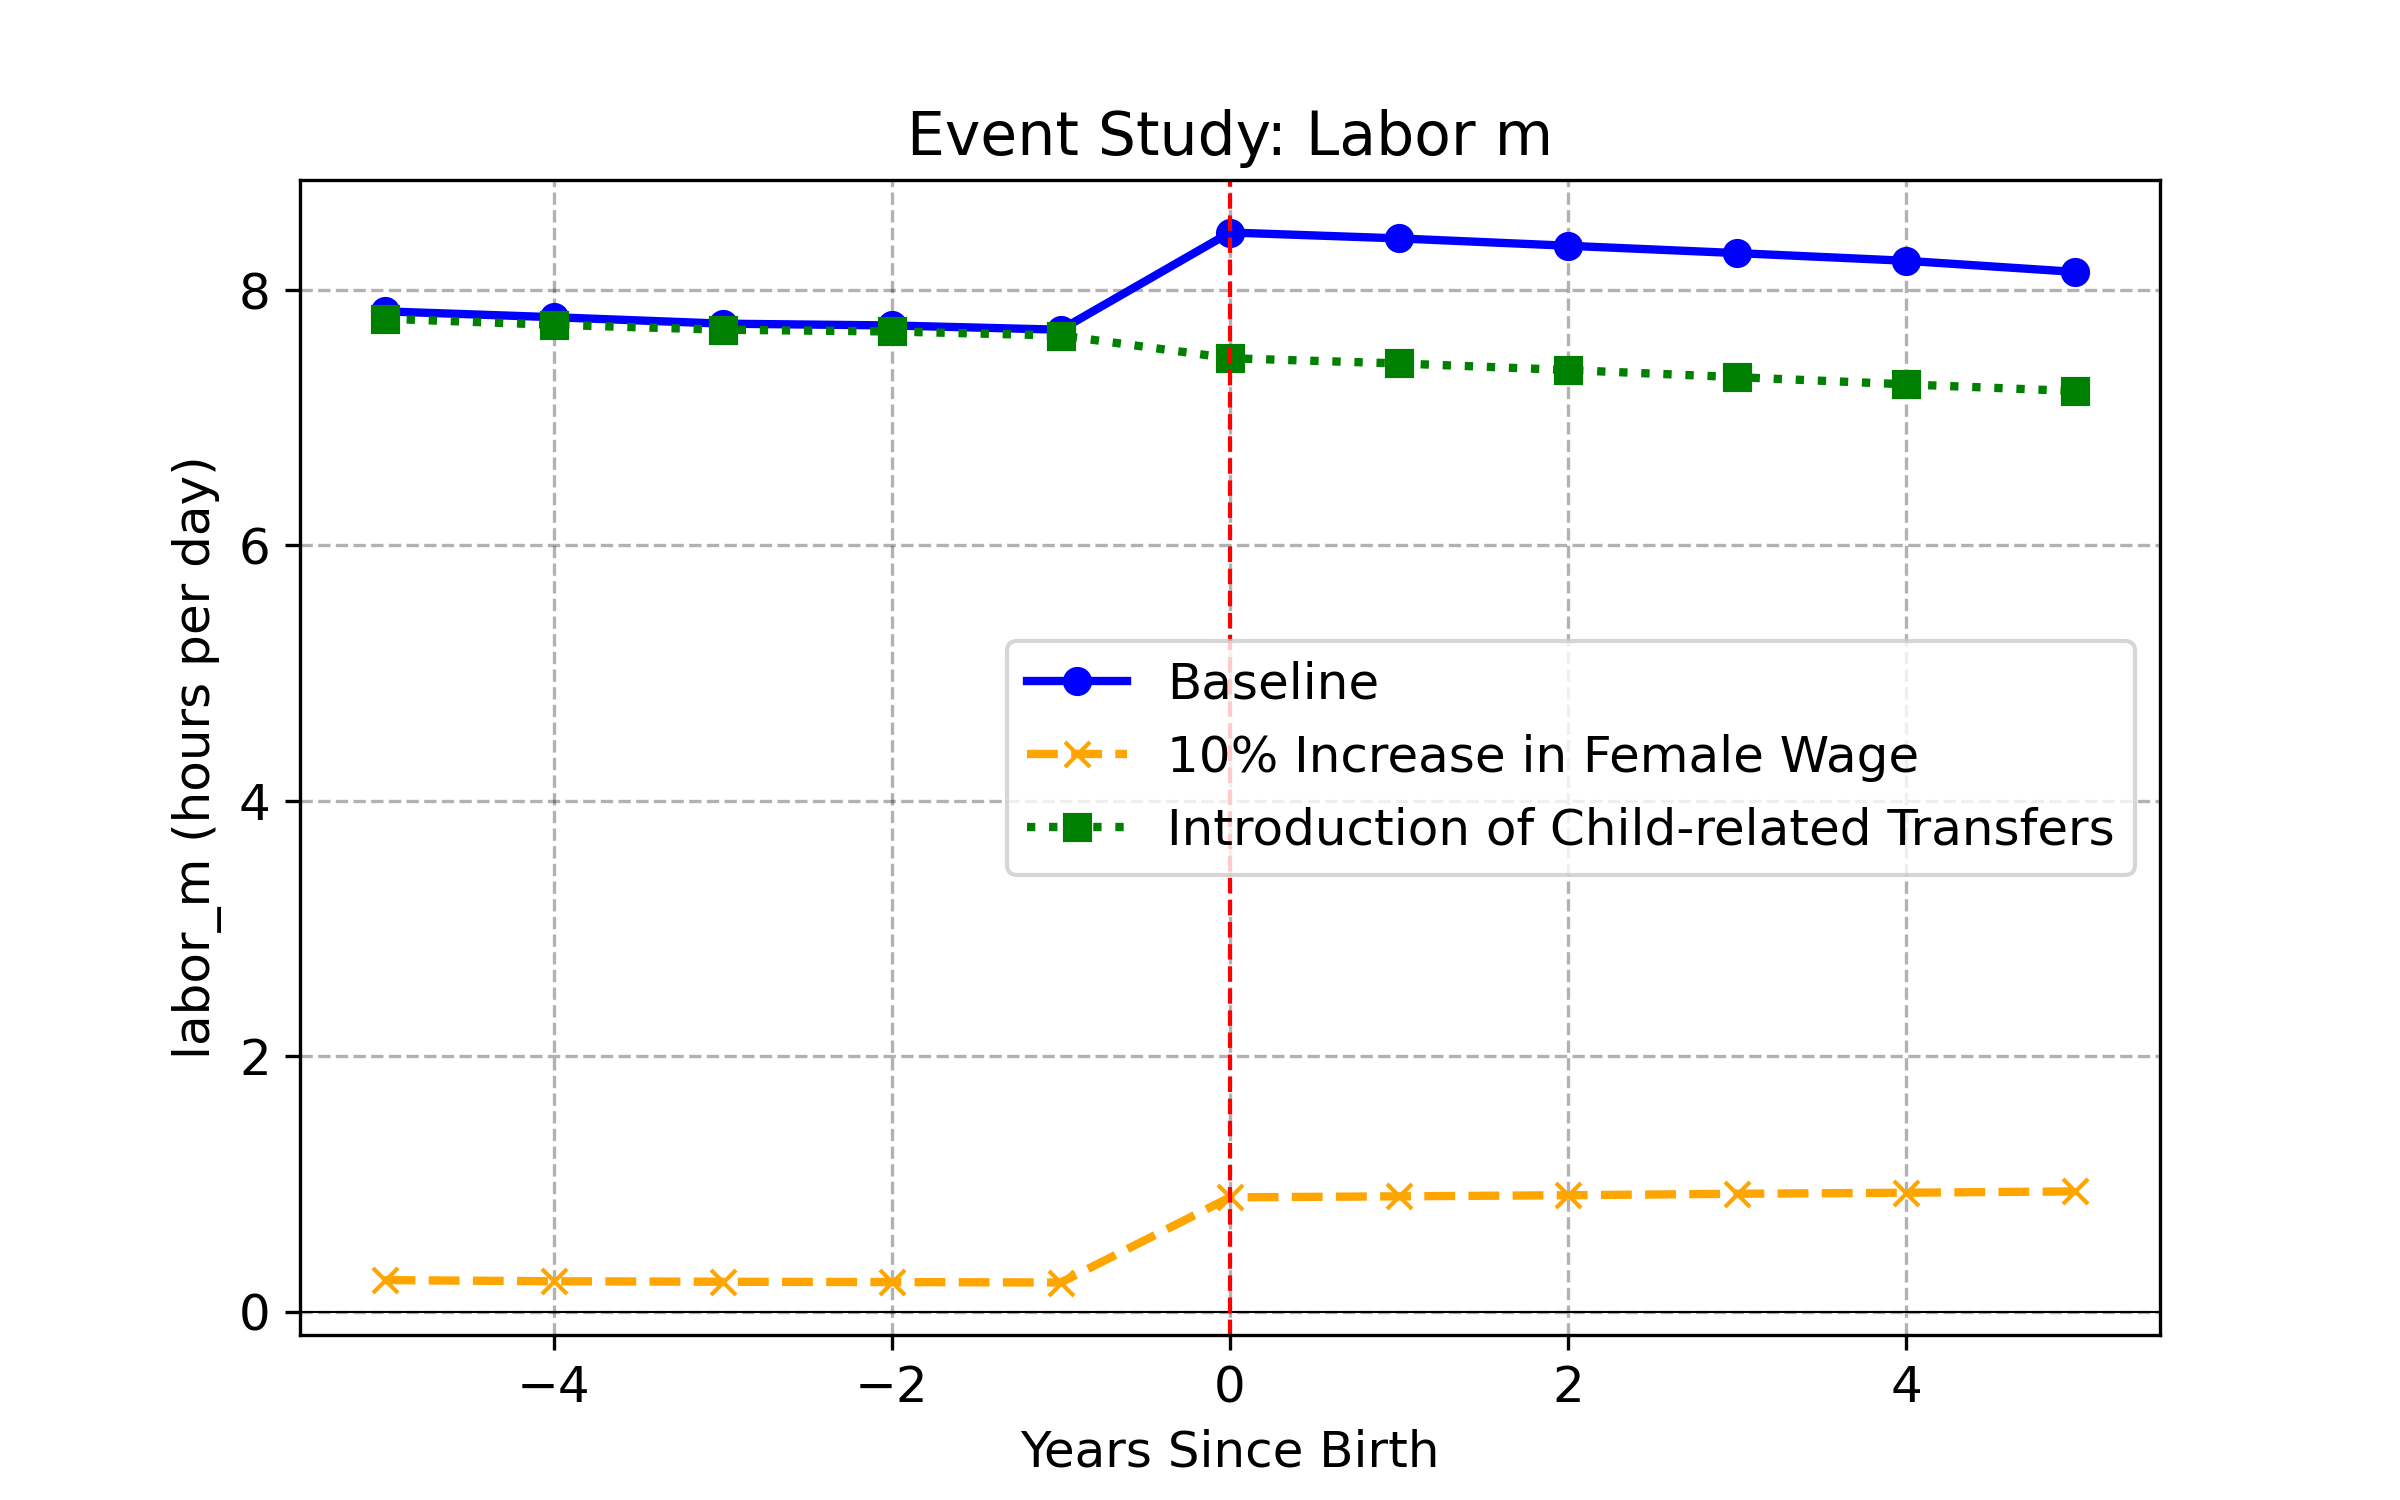 Event Study: Labor m
labor_m (hours per day)
8
6
4
2
0
Baseline
10% Increase in Female Wage
Introduction of Child-related Transfers
−4 −2 0 2 4
Years Since Birth